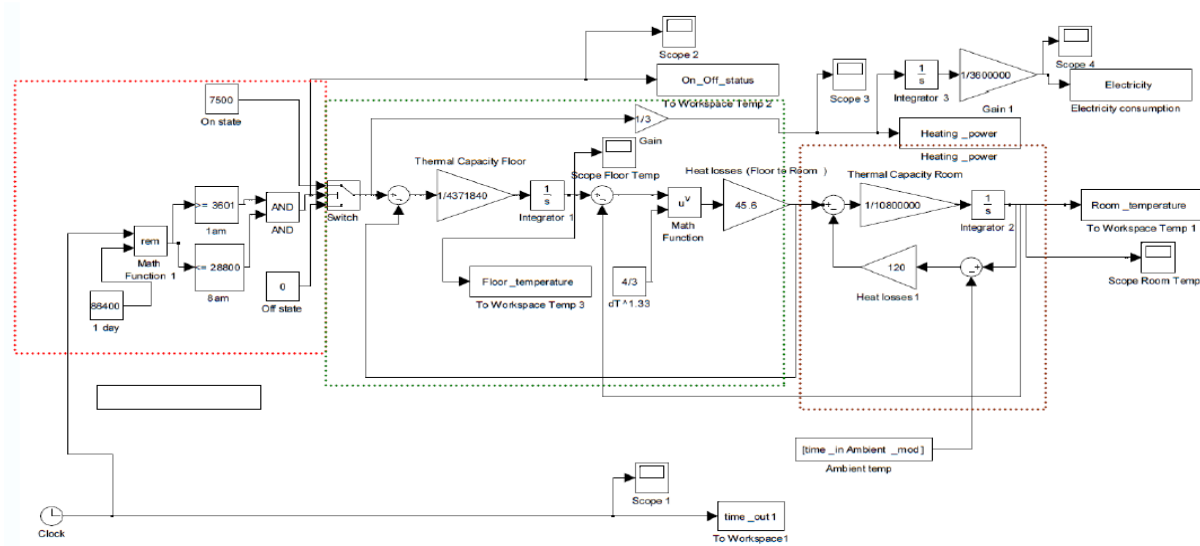 Scope 2
On_Off_status
To Workspace Temp 2
7500
On state
1/3
Gain
Scope 3
1
s
Integrator 3
1/3600000
Gain 1
Scope 4
Electricity
Electricity consumption
Heating _power
Heating _power
Thermal Capacity Floor
Scope Floor Temp
Heat losses (Floor to Room )
Thermal Capacity Room
>= 3601
1am
AND
AND
Switch
1/4371840
1
s
Integrator 1
u
v
Math
Function
45.6
1/10800000
1
s
Integrator 2
Room _temperature
To Workspace Temp 1
rem
Math
Function 1
<= 28800
8am
0
Off state
Floor _temperature
To Workspace Temp 3
4/3
dT ^1.33
120
Heat losses 1
Scope Room Temp
86400
1 day
[time _in Ambient _mod ]
Ambient temp
Scope 1
Clock
time _out 1
To Workspace1